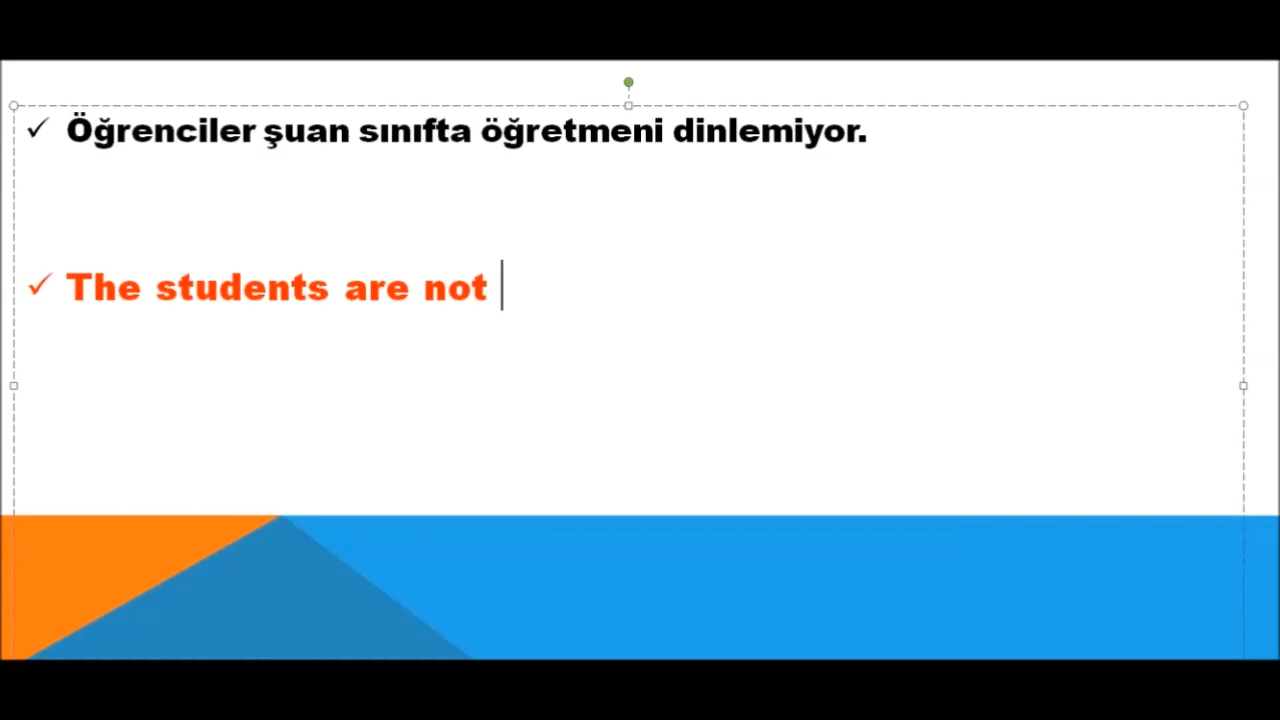 Öğrenciler şuan sınıfta öğretmeni dinlemiyor.
The students are not